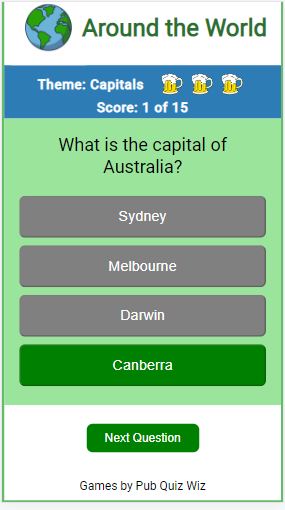 Around the World
Theme: Capitals
Score: 1 of 15
What is the capital of
Australia?
Sydney
Melbourne
Darwin
Canberra
Next Question
Games by Pub Quiz Wiz